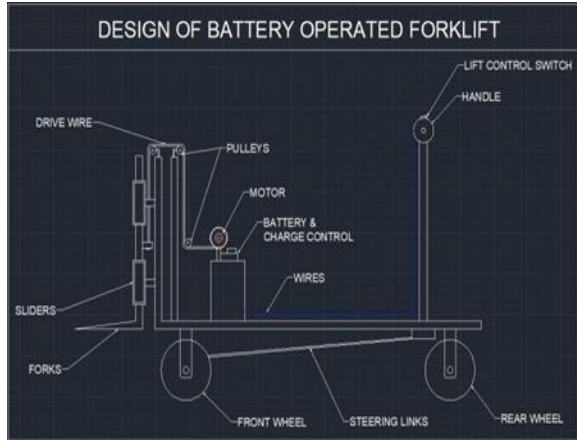 DESIGN OF BATTERY OPERATED FORKLIFT
LIFT CONTROL SWITCH
HANDLE
DRIVE WIRE
PULLEYS
MOTOR
BATTERY &
CHARGE CONTROL
WIRES
SLIDERS
FORKS
FRONT WHEEL
STEERING LINKS
REAR WHEEL